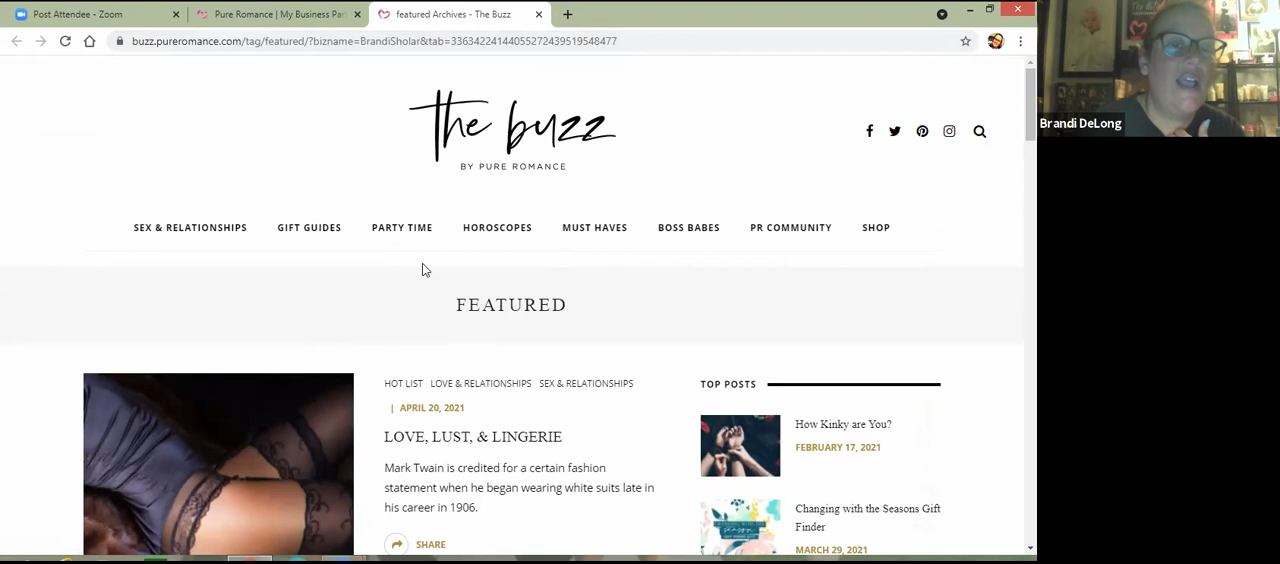 Post Attendee - Zoom
Pure Romance | My Business Par
featured Archives - The Buzz
buzz.pureromance.com/tag/featured/?bizname=BrandiSholar&tab=336342241440552724395195484​77
Brandi DeLong
the buzz
BY PURE ROMANCE
SEX & RELATIONSHIPS GIFT GUIDES PARTY TIME HOROSCOPES MUST HAVES BOSS BABES PR COMMUNITY SHOP
FEATURED
HOT LIST LOVE & RELATIONSHIPS SEX & RELATIONSHIPS
| APRIL 20, 2021
LOVE, LUST, & LINGERIE
Mark Twain is credited for a certain fashion
statement when he began wearing white suits late in
his career in 1906.
SHARE
TOP POSTS
How Kinky are You?
FEBRUARY 17, 2021
Changing with the Seasons Gift
Finder
MARCH 29, 2021